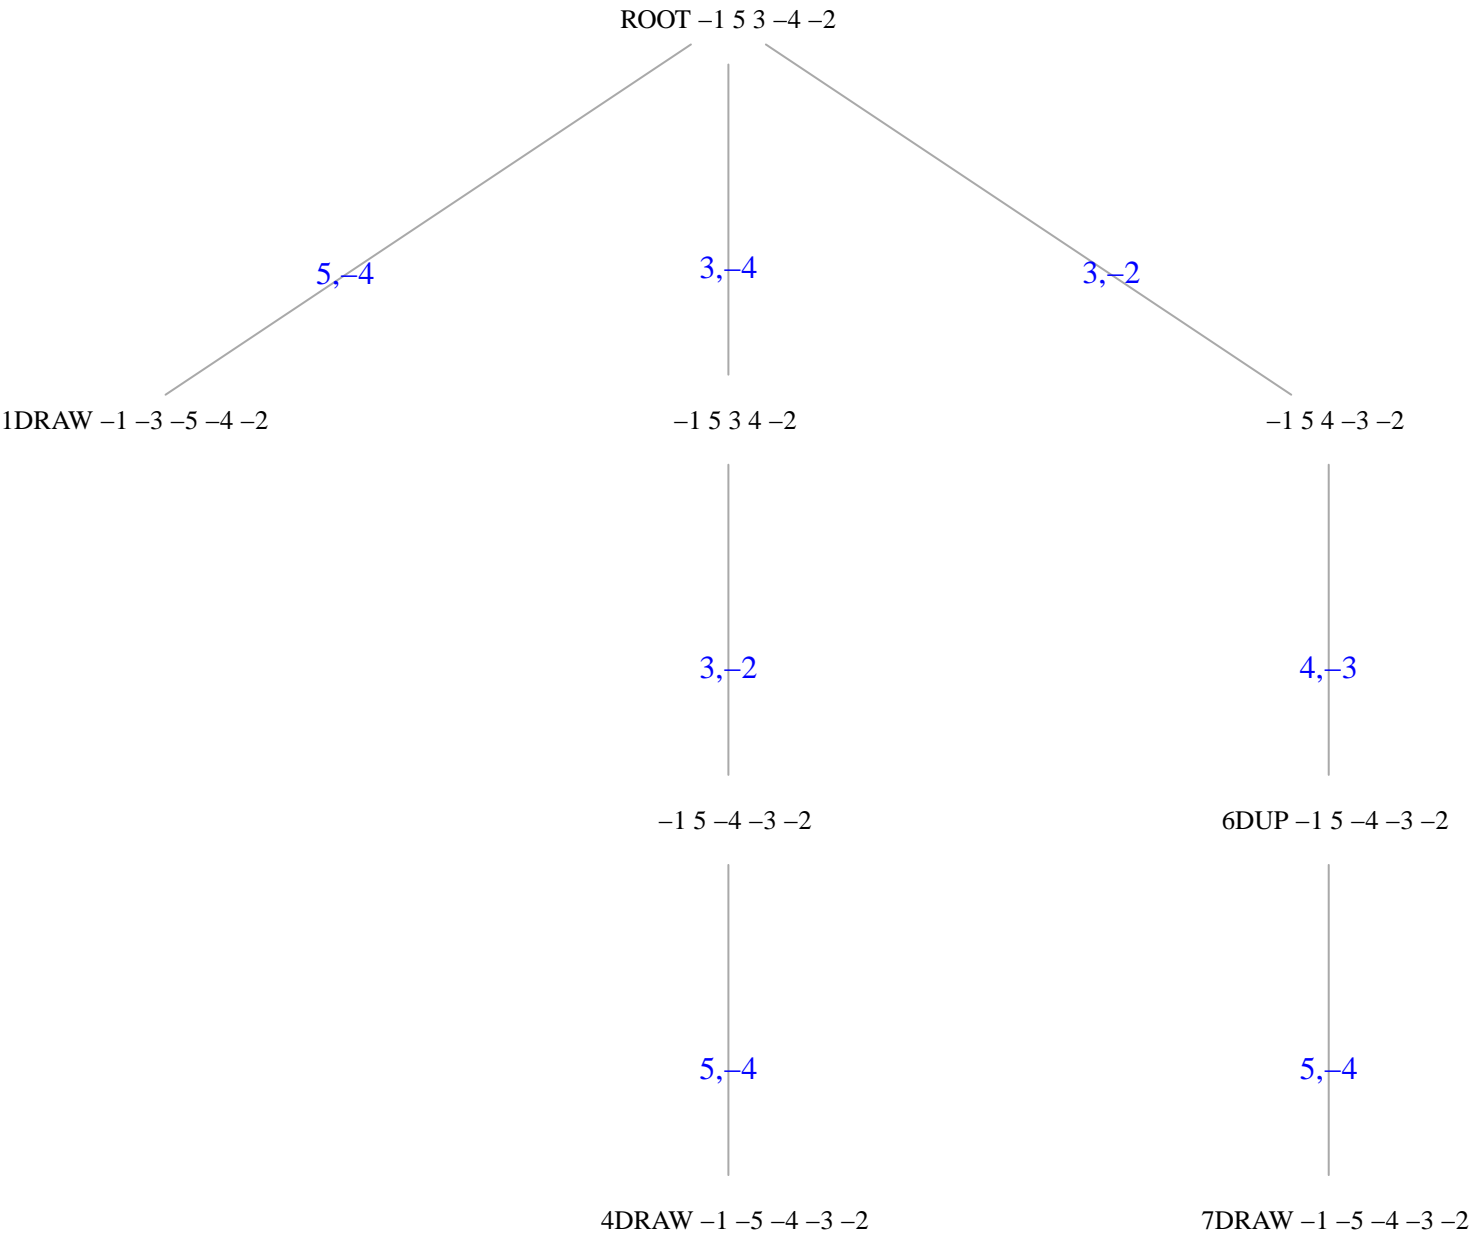 ROOT –1 5 3 –4 –2
5,–4
3,–4
3,–2
1DRAW –1 –3 –5 –4 –2
–1 5 3 4 –2
–1 5 4 –3 –2
3,–2
4,–3
–1 5 –4 –3 –2
6DUP –1 5 –4 –3 –2
5,–4
5,–4
4DRAW –1 –5 –4 –3 –2
7DRAW –1 –5 –4 –3 –2